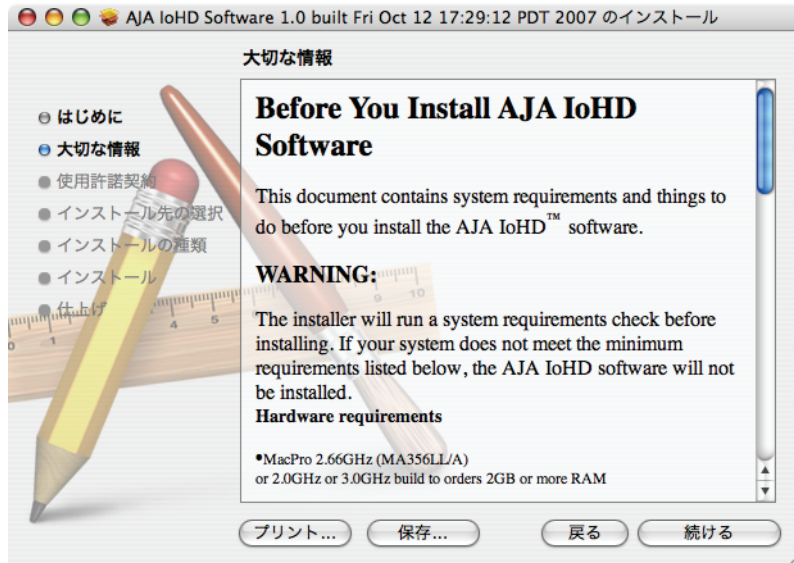 AJA IoHD Software 1.0 built Fri Oct 12 17:29:12 PDT 2007 のインストール
大切な情報
はじめに
大切な情報
使用許諾契約
インストール先の選択
インストールの種類
インストール
仕上げ
Before You Install AJA IoHD
Software
This document contains system requirements and things to
do before you install the AJA IoHD™ software.
WARNING:
The installer will run a system requirements check before
installing. If your system does not meet the minimum
requirements listed below, the AJA IoHD software will not
be installed.
Hardware requirements
•MacPro 2.66GHz (MA356LL/A)
or 2.0GHz or 3.0GHz build to orders 2GB or more RAM
0 1 4 5 9 10
プリント... 保存... 戻る 続ける